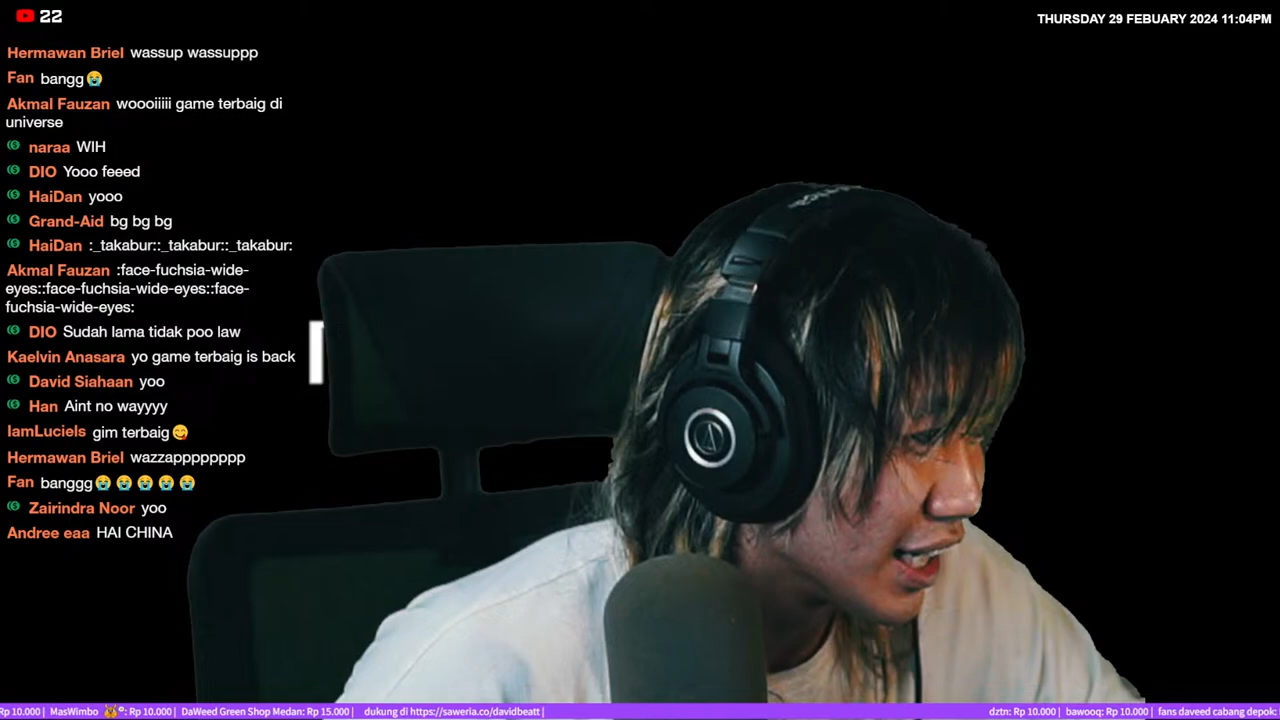 22
THURSDAY 29 FEBUARY 2024 11:04PM
Hermawan Briel wassup wassuppp
Fan bangg😭
Akmal Fauzan woooiiiii game terbaig di
universe
naraa WIH
DIO Yooo feeed
HaiDan yooo
Grand-Aid bg bg bg
HaiDan :_takabur::_takabur::_takabur:
Akmal Fauzan :face-fuchsia-wide-
eyes::face-fuchsia-wide-eyes::face-
fuchsia-wide-eyes:
DIO Sudah lama tidak poo law
Kaelvin Anasara yo game terbaig is back
David Siahaan yoo
Han Aint no wayyyy
IamLuciels gim terbaig😋
Hermawan Briel wazzapppppppp
Fan banggg😭😭😭😭😭
Zairindra Noor yoo
Andree eaa HAI CHINA
Rp 10.000 | MasWimbo : Rp 10.000 | DaWeed Green Shop Medan: Rp 15.000 | dukung di https://saweria.co/davidbeatt | dztn: Rp 10.000 | bawooq: Rp 10.000 | fans daveed cabang depok: